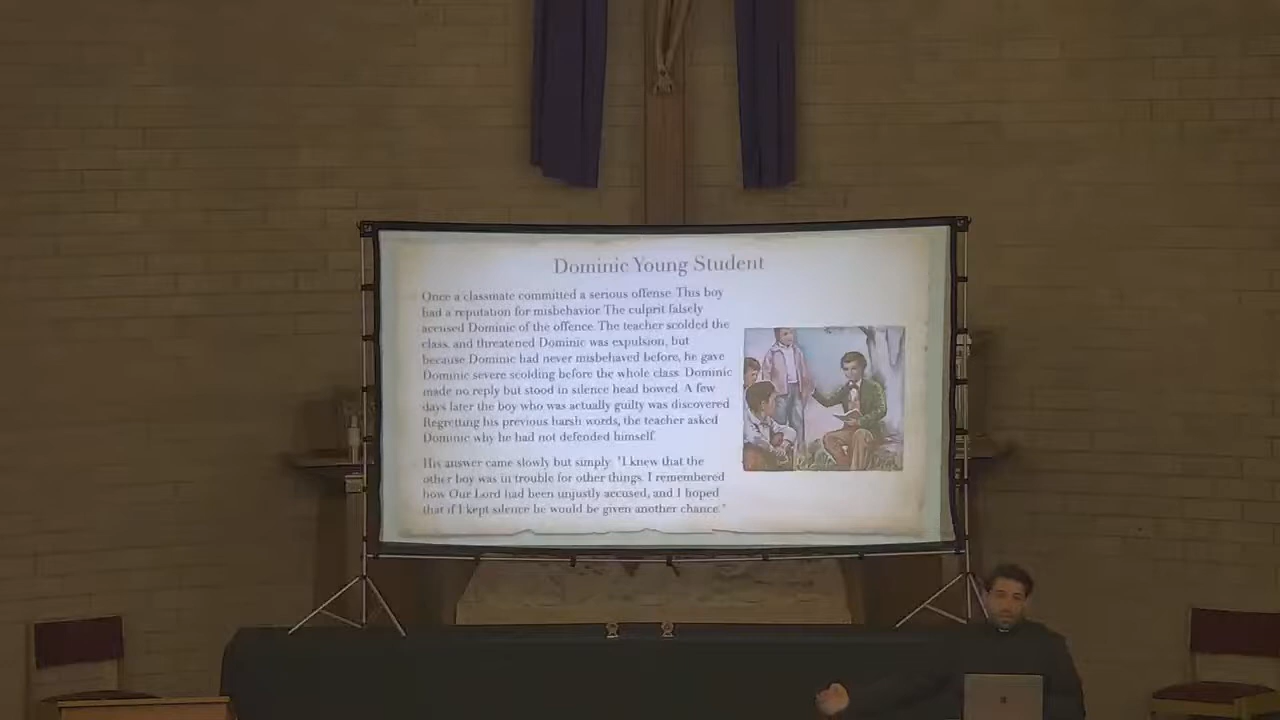 Dominic Young Student
Once a classmate committed a serious offense. This boy
had a reputation for misbehavior. The culprit falsely
accused Dominic of the offence. The teacher scolded the
class, and threatened Dominic was expulsion, but
because Dominic had never misbehaved before, he gave
Dominic severe scolding before the whole class. Dominic
made no reply but stood in silence head bowed. A few
days later the boy who was actually guilty was discovered.
Regretting his previous harsh words, the teacher asked
Dominic why he had not defended himself.
His answer came slowly but simply: "I knew that the
other boy was in trouble for other things. I remembered
how Our Lord had been unjustly accused, and I hoped
that if I kept silence he would be given another chance."